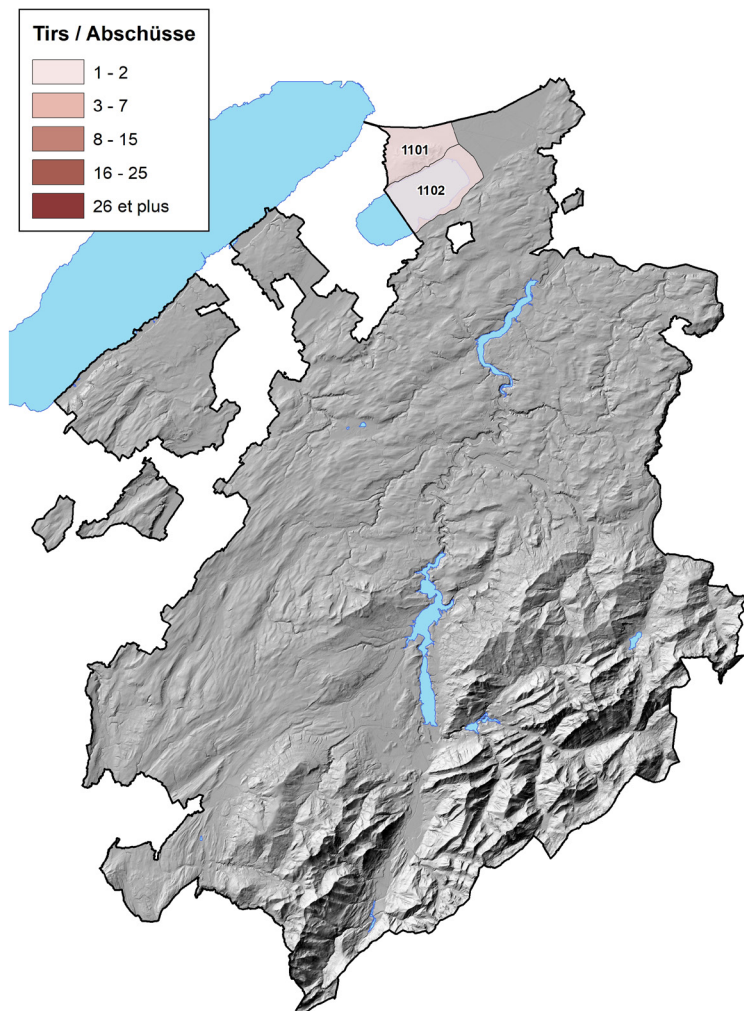 Tirs / Abschüsse
1 - 2
3 - 7
8 - 15
16 - 25
26 et plus
1101
1102